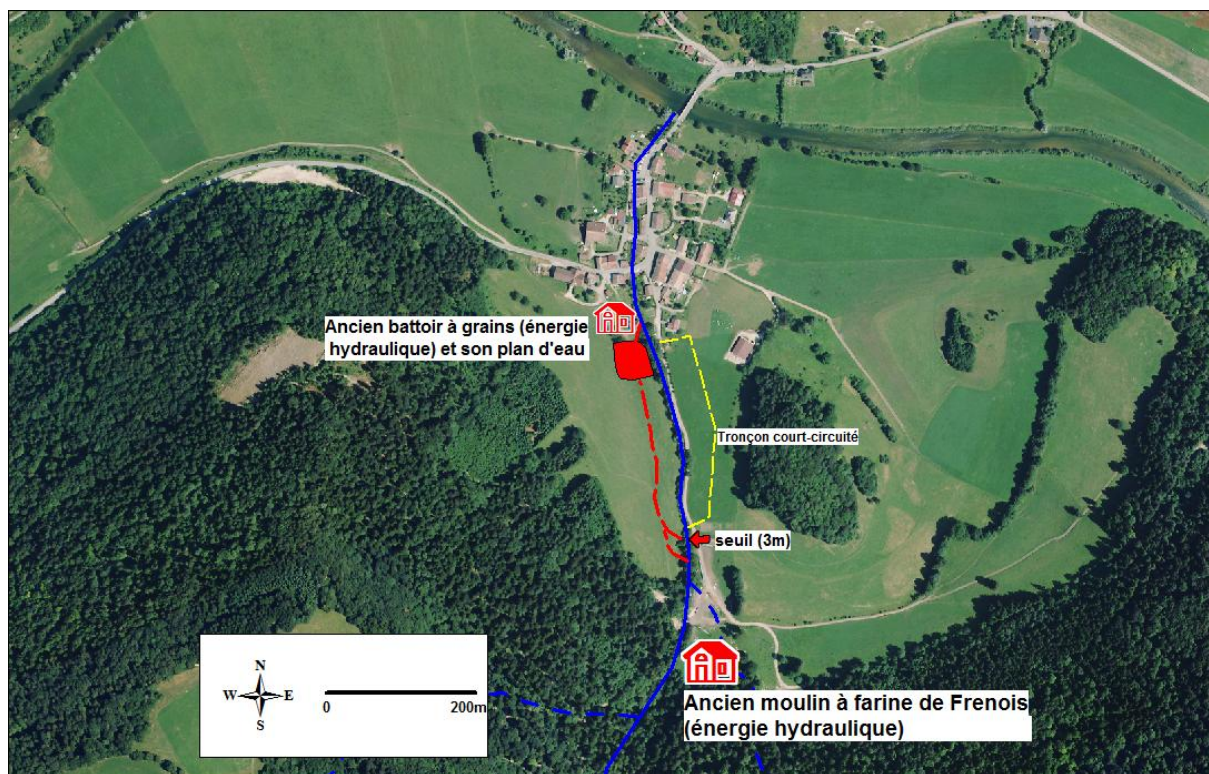 Ancien battoir à grains (énergie
hydraulique) et son plan d'eau
Tronçon court-circuité
seuil (3m)
N
W E
S
0 200m
Ancien moulin à farine de Frenois
(énergie hydraulique)